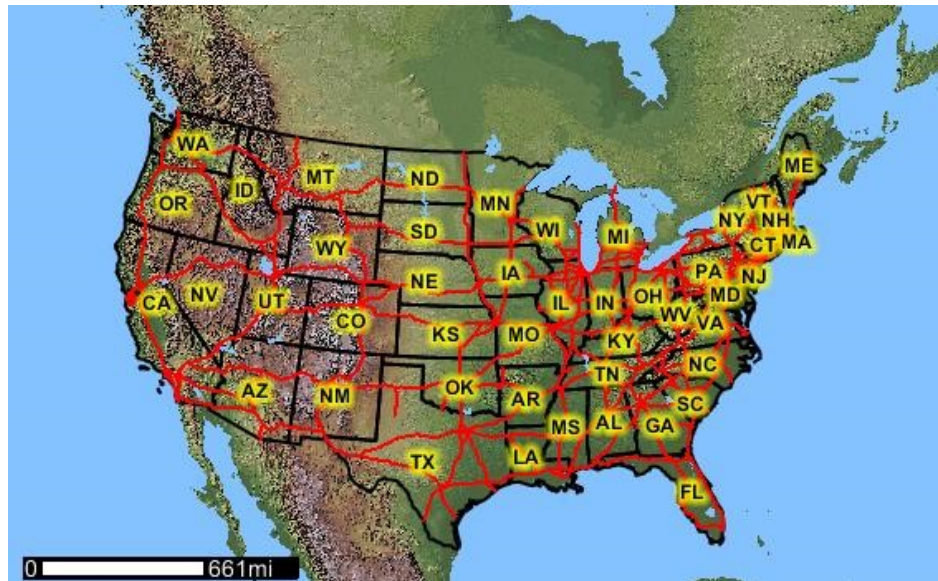 WA
MT
ND
ME
MN
ID
VT
OR
NY
NH
SD
WI
MI
CT
MA
WY
PA
IA
NJ
NE
NV
UT
CA
IL
IN
OH
MD
WV
CO
VA
KS
MO
KY
NC
TN
AZ
NM
OK
AR
SC
MS
AL
GA
TX
LA
FL
0
661mi